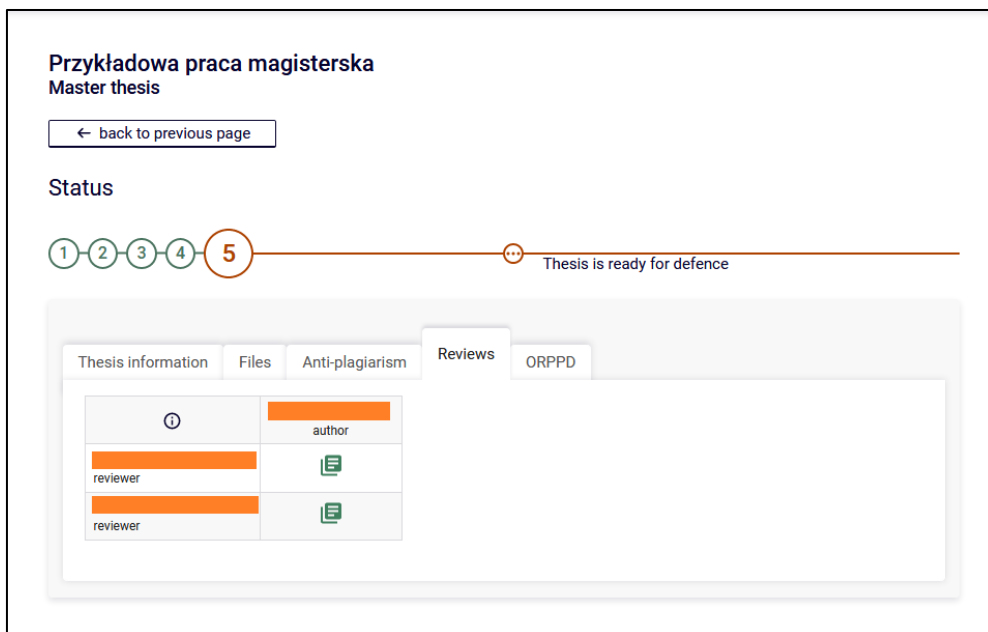 Przykładowa praca magisterska
Master thesis
← back to previous page
Status
1 2 3 4 5
Thesis is ready for defence
Thesis information Files Anti-plagiarism Reviews ORPPD
author
reviewer
reviewer